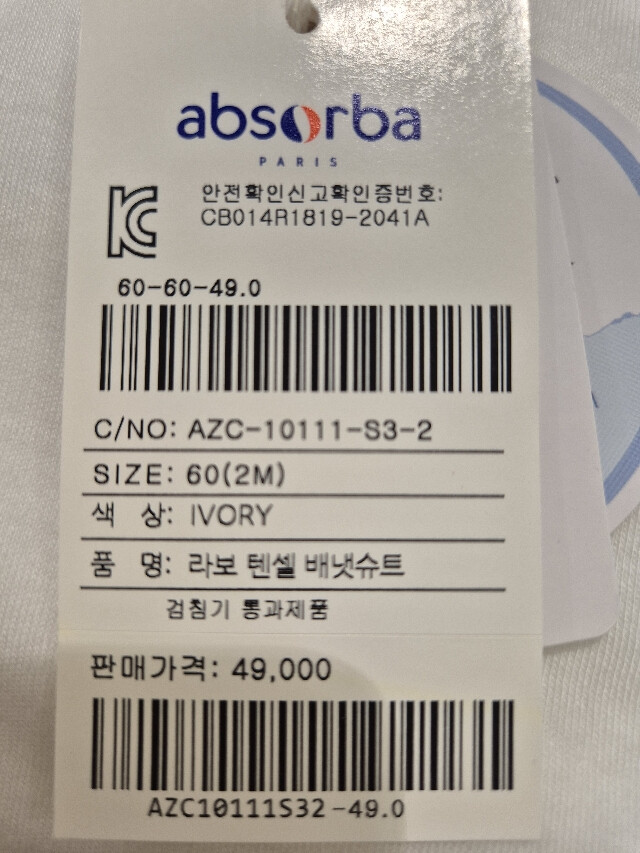 absorba
PARIS
안전확인신고확인증번호:
CB014R1819-2041A
60-60-49.0
C/NO: AZC-10111-S3-2
SIZE: 60(2M)
색 상: IVORY
품 명: 라보 텐셀 배냇슈트
검침기 통과제품
판매가격: 49,000
AZC10111S32-49.0